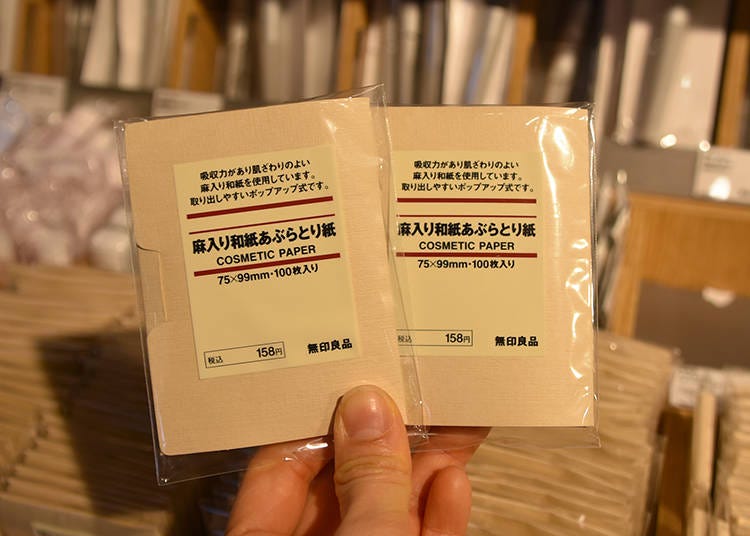 吸収力があり肌ざわりのよい
麻入り和紙を使用しています。
取り出しやすいポップアップ式です。
麻入り和紙あぶらとり紙
COSMETIC PAPER
75×99mm・100枚入り
税込 158円
無印良品
吸収力があり肌ざわりのよい
麻入り和紙を使用しています。
取り出しやすいポップアップ式です。
麻入り和紙あぶらとり紙
COSMETIC PAPER
75×99mm・100枚入り
税込 158円
無印良品